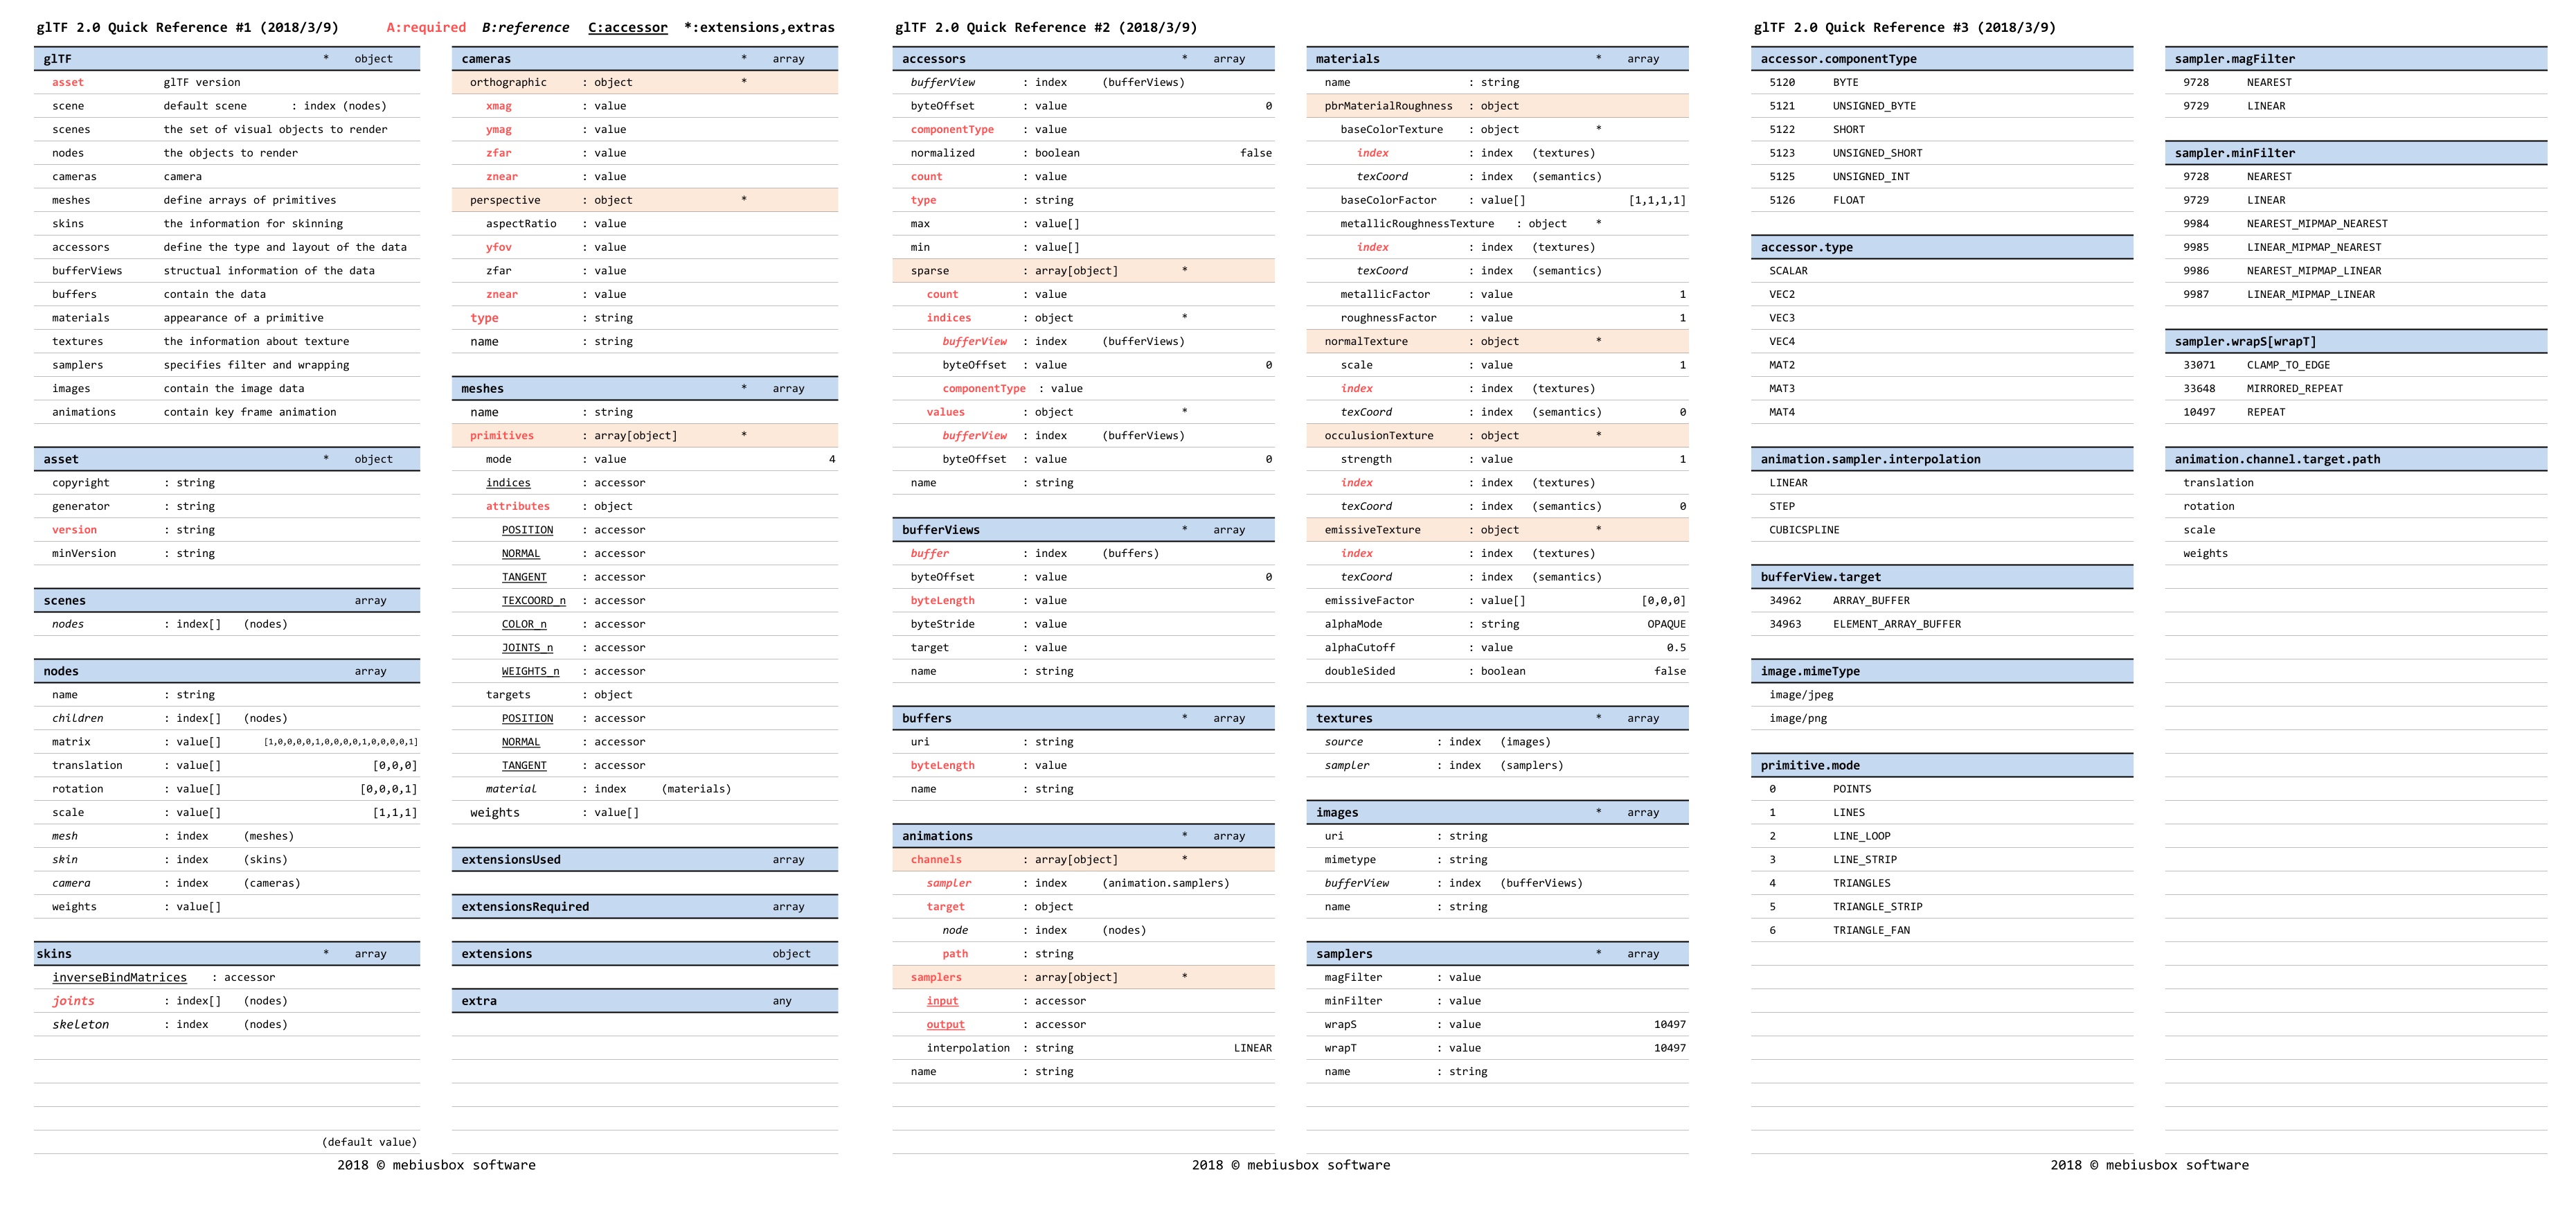 glTF 2.0 Quick Reference #1 (2018/3/9) A:required B:reference C:accessor *:extensions,extras
glTF * object
asset glTF version
scene default scene : index (nodes)
scenes the set of visual objects to render
nodes the objects to render
cameras camera
meshes define arrays of primitives
skins the information for skinning
accessors define the type and layout of the data
bufferViews structual information of the data
buffers contain the data
materials appearance of a primitive
textures the information about texture
samplers specifies filter and wrapping
images contain the image data
animations contain key frame animation
asset * object
copyright : string
generator : string
version : string
minVersion : string
scenes array
nodes : index[] (nodes)
nodes array
name : string
children : index[] (nodes)
matrix : value[] [1,0,0,0,0,1,0,0,0,0,1,0,0,0,0,1]
translation : value[] [0,0,0]
rotation : value[] [0,0,0,1]
scale : value[] [1,1,1]
mesh : index (meshes)
skin : index (skins)
camera : index (cameras)
weights : value[]
skins * array
inverseBindMatrices : accessor
joints : index[] (nodes)
skeleton : index (nodes)
(default value)
cameras * array
orthographic : object *
xmag : value
ymag : value
zfar : value
znear : value
perspective : object *
aspectRatio : value
yfov : value
zfar : value
znear : value
type : string
name : string
meshes * array
name : string
primitives : array[object] *
mode : value 4
indices : accessor
attributes : object
POSITION : accessor
NORMAL : accessor
TANGENT : accessor
TEXCOORD_n : accessor
COLOR_n : accessor
JOINTS_n : accessor
WEIGHTS_n : accessor
targets : object
POSITION : accessor
NORMAL : accessor
TANGENT : accessor
material : index (materials)
weights : value[]
extensionsUsed array
extensionsRequired array
extensions object
extra any
2018 © mebiusbox software
glTF 2.0 Quick Reference #2 (2018/3/9)
accessors * array
bufferView : index (bufferViews)
byteOffset : value 0
componentType : value
normalized : boolean false
count : value
type : string
max : value[]
min : value[]
sparse : array[object] *
count : value
indices : object *
bufferView : index (bufferViews)
byteOffset : value 0
componentType : value
values : object *
bufferView : index (bufferViews)
byteOffset : value 0
name : string
bufferViews * array
buffer : index (buffers)
byteOffset : value 0
byteLength : value
byteStride : value
target : value
name : string
buffers * array
uri : string
byteLength : value
name : string
animations * array
channels : array[object] *
sampler : index (animation.samplers)
target : object
node : index (nodes)
path : string
samplers : array[object] *
input : accessor
output : accessor
interpolation : string LINEAR
name : string
materials * array
name : string
pbrMaterialRoughness : object
baseColorTexture : object *
index : index (textures)
texCoord : index (semantics)
baseColorFactor : value[] [1,1,1,1]
metallicRoughnessTexture : object *
index : index (textures)
texCoord : index (semantics)
metallicFactor : value 1
roughnessFactor : value 1
normalTexture : object *
scale : value 1
index : index (textures)
texCoord : index (semantics) 0
occulusionTexture : object *
strength : value 1
index : index (textures)
texCoord : index (semantics) 0
emissiveTexture : object *
index : index (textures)
texCoord : index (semantics)
emissiveFactor : value[] [0,0,0]
alphaMode : string OPAQUE
alphaCutoff : value 0.5
doubleSided : boolean false
textures * array
source : index (images)
sampler : index (samplers)
images * array
uri : string
mimetype : string
bufferView : index (bufferViews)
name : string
samplers * array
magFilter : value
minFilter : value
wrapS : value 10497
wrapT : value 10497
name : string
2018 © mebiusbox software
glTF 2.0 Quick Reference #3 (2018/3/9)
accessor.componentType
5120 BYTE
5121 UNSIGNED_BYTE
5122 SHORT
5123 UNSIGNED_SHORT
5125 UNSIGNED_INT
5126 FLOAT
accessor.type
SCALAR
VEC2
VEC3
VEC4
MAT2
MAT3
MAT4
animation.sampler.interpolation
LINEAR
STEP
CUBICSPLINE
bufferView.target
34962 ARRAY_BUFFER
34963 ELEMENT_ARRAY_BUFFER
image.mimeType
image/jpeg
image/png
primitive.mode
0 POINTS
1 LINES
2 LINE_LOOP
3 LINE_STRIP
4 TRIANGLES
5 TRIANGLE_STRIP
6 TRIANGLE_FAN
sampler.magFilter
9728 NEAREST
9729 LINEAR
sampler.minFilter
9728 NEAREST
9729 LINEAR
9984 NEAREST_MIPMAP_NEAREST
9985 LINEAR_MIPMAP_NEAREST
9986 NEAREST_MIPMAP_LINEAR
9987 LINEAR_MIPMAP_LINEAR
sampler.wrapS[wrapT]
33071 CLAMP_TO_EDGE
33648 MIRRORED_REPEAT
10497 REPEAT
animation.channel.target.path
translation
rotation
scale
weights
2018 © mebiusbox software